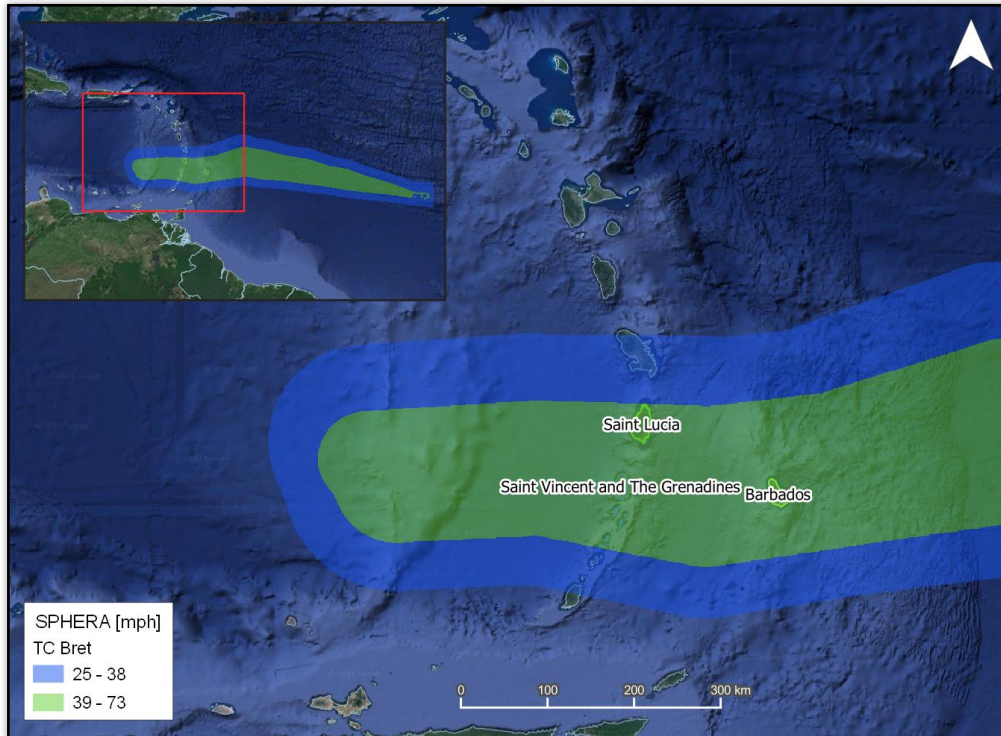 Saint Lucia
Saint Vincent and The Grenadines
Barbados
SPHERA [mph]
TC Bret
25 - 38
39 - 73
0 100 200 300 km